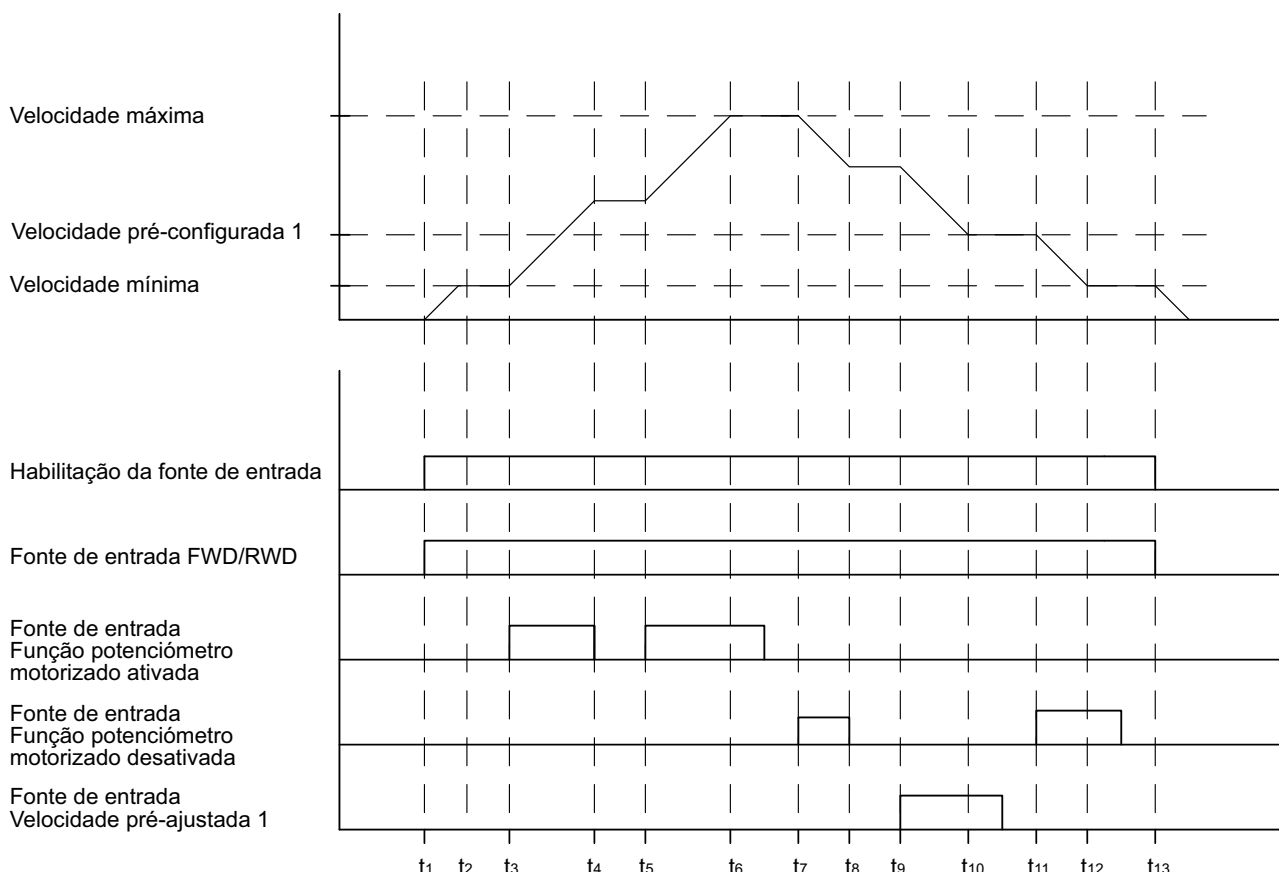 Velocidade máxima
Velocidade pré-configurada 1
Velocidade mínima
Habilitação da fonte de entrada
Fonte de entrada FWD/RWD
Fonte de entrada
Função potenciómetro
motorizado ativada
Fonte de entrada
Função potenciómetro
motorizado desativada
Fonte de entrada
Velocidade pré-ajustada 1
t1 t2 t3 t4 t5 t6 t7 t8 t9 t10 t11 t12 t13